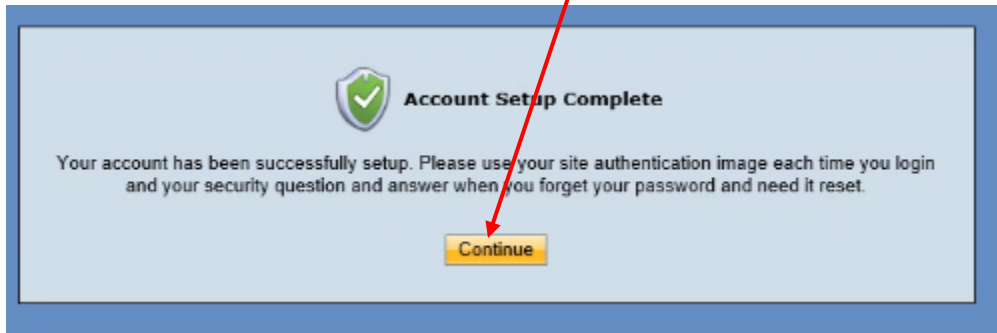 Account Setup Complete
Your account has been successfully setup. Please use your site authentication image each time you login
and your security question and answer when you forget your password and need it reset.
Continue